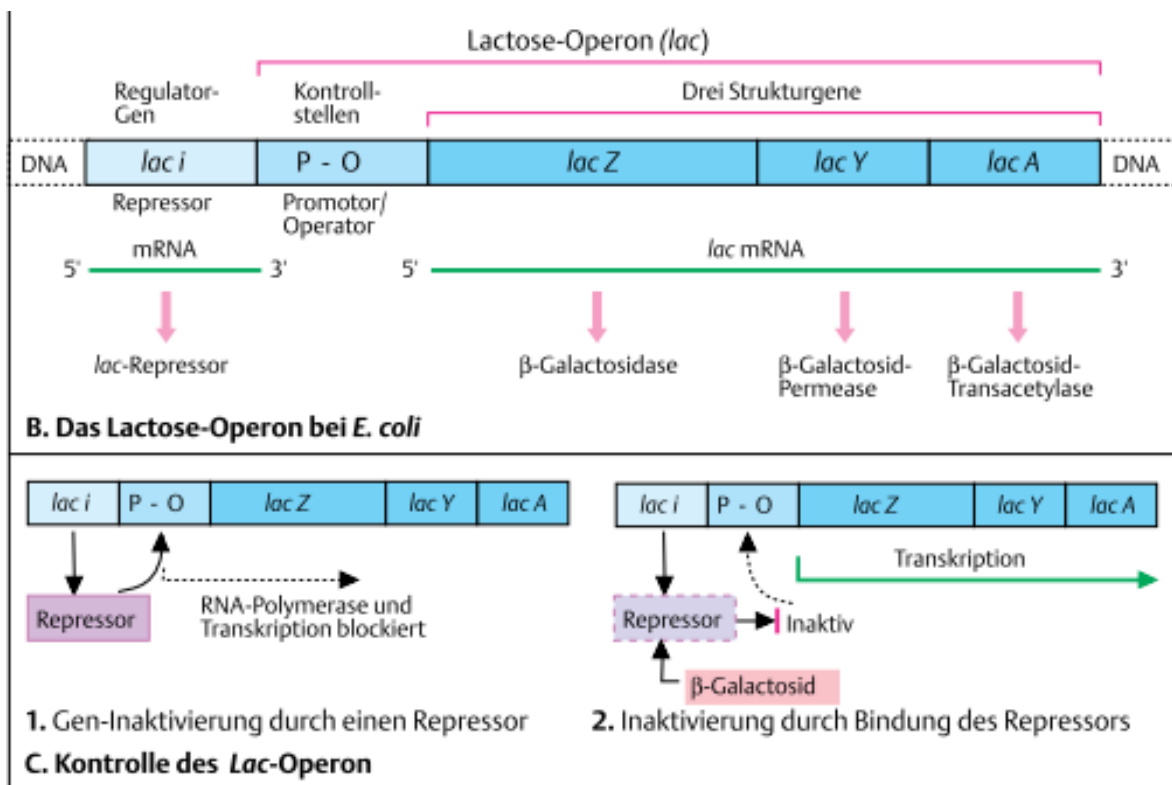 Lactose-Operon (lac)
Regulator-
Gen
Kontroll-
stellen
Drei Strukturgene
DNA
lac i
P - O
lac Z
lac Y
lac A
DNA
Repressor
Promotor/
Operator
mRNA
5'
3'
lac mRNA
5'
3'
lac-Repressor
β-Galactosidase
β-Galactosid-
Permease
β-Galactosid-
Transacetylase
B. Das Lactose-Operon bei E. coli
lac i
P - O
lac Z
lac Y
lac A
Repressor
RNA-Polymerase und
Transkription blockiert
1. Gen-Inaktivierung durch einen Repressor
lac i
P - O
lac Z
lac Y
lac A
Transkription
Repressor
Inaktiv
β-Galactosid
2. Inaktivierung durch Bindung des Repressors
C. Kontrolle des Lac-Operon